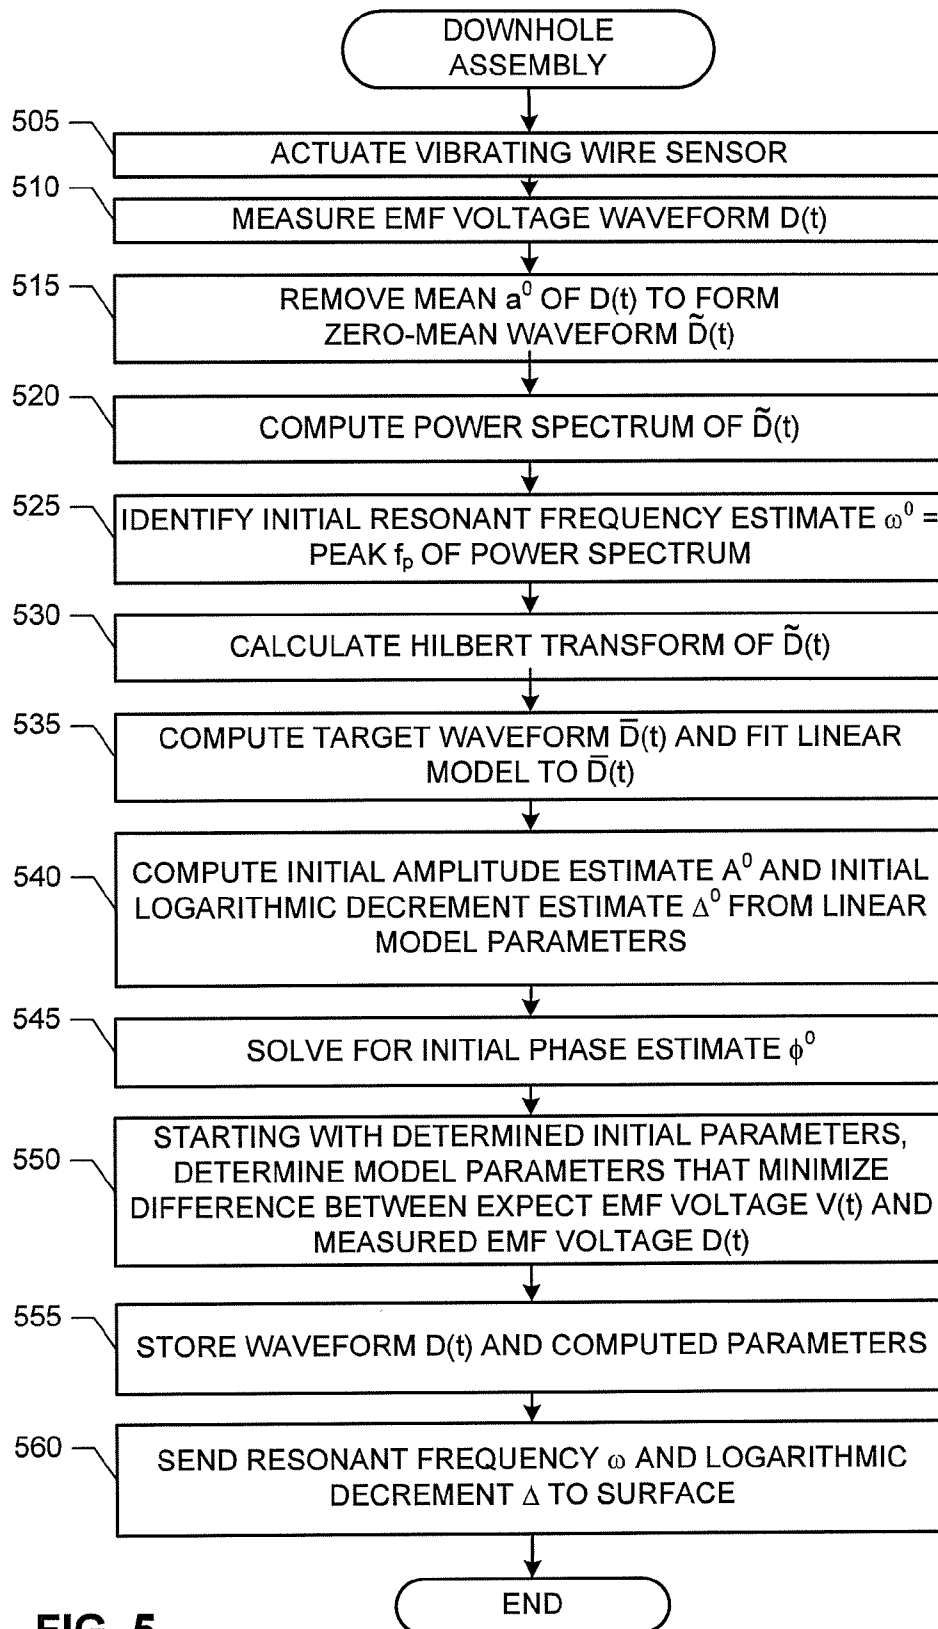 DOWNHOLE
ASSEMBLY
505
ACTUATE VIBRATING WIRE SENSOR
510
MEASURE EMF VOLTAGE WAVEFORM D(t)
515
REMOVE MEAN a⁰ OF D(t) TO FORM
ZERO-MEAN WAVEFORM D̃(t)
520
COMPUTE POWER SPECTRUM OF D̃(t)
525
IDENTIFY INITIAL RESONANT FREQUENCY ESTIMATE ω⁰ =
PEAK fₚ OF POWER SPECTRUM
530
CALCULATE HILBERT TRANSFORM OF D̃(t)
535
COMPUTE TARGET WAVEFORM D̅(t) AND FIT LINEAR
MODEL TO D̅(t)
540
COMPUTE INITIAL AMPLITUDE ESTIMATE A⁰ AND INITIAL
LOGARITHMIC DECREMENT ESTIMATE Δ⁰ FROM LINEAR
MODEL PARAMETERS
545
SOLVE FOR INITIAL PHASE ESTIMATE ϕ⁰
550
STARTING WITH DETERMINED INITIAL PARAMETERS,
DETERMINE MODEL PARAMETERS THAT MINIMIZE
DIFFERENCE BETWEEN EXPECT EMF VOLTAGE V(t) AND
MEASURED EMF VOLTAGE D(t)
555
STORE WAVEFORM D(t) AND COMPUTED PARAMETERS
560
SEND RESONANT FREQUENCY ω AND LOGARITHMIC
DECREMENT Δ TO SURFACE
END
FIG. 5